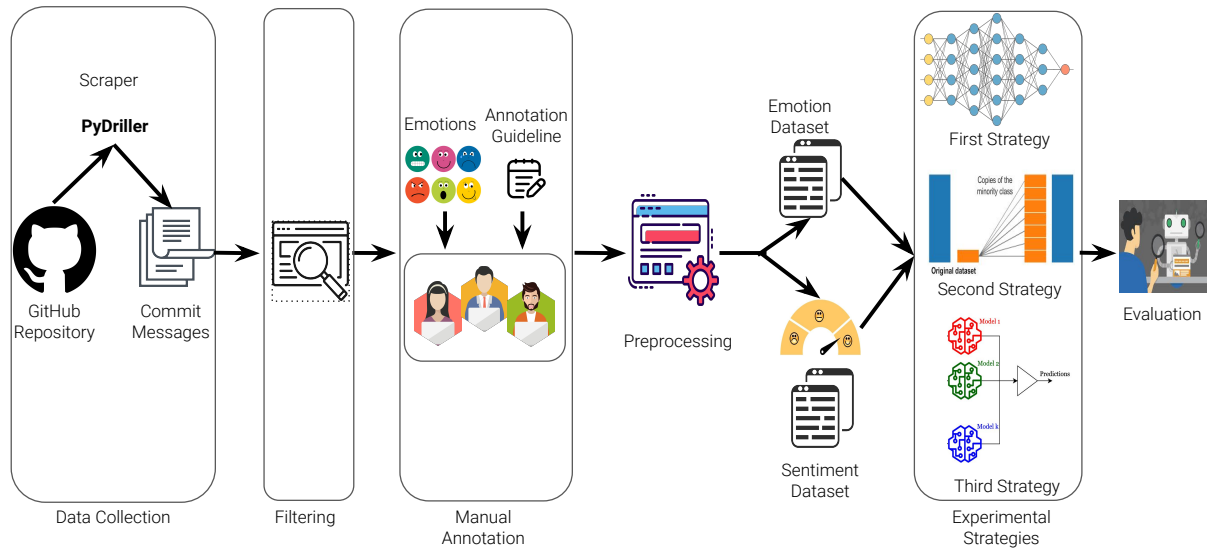 Scraper
PyDriller
GitHub
Repository
Commit
Messages
Data Collection
Filtering
Emotions
Annotation
Guideline
Manual
Annotation
Preprocessing
Emotion
Dataset
Sentiment
Dataset
First Strategy
Copies of the
minority class
Original dataset
Second Strategy
Model 1
Model 2
Model k
Predictions
Third Strategy
Experimental
Strategies
Evaluation